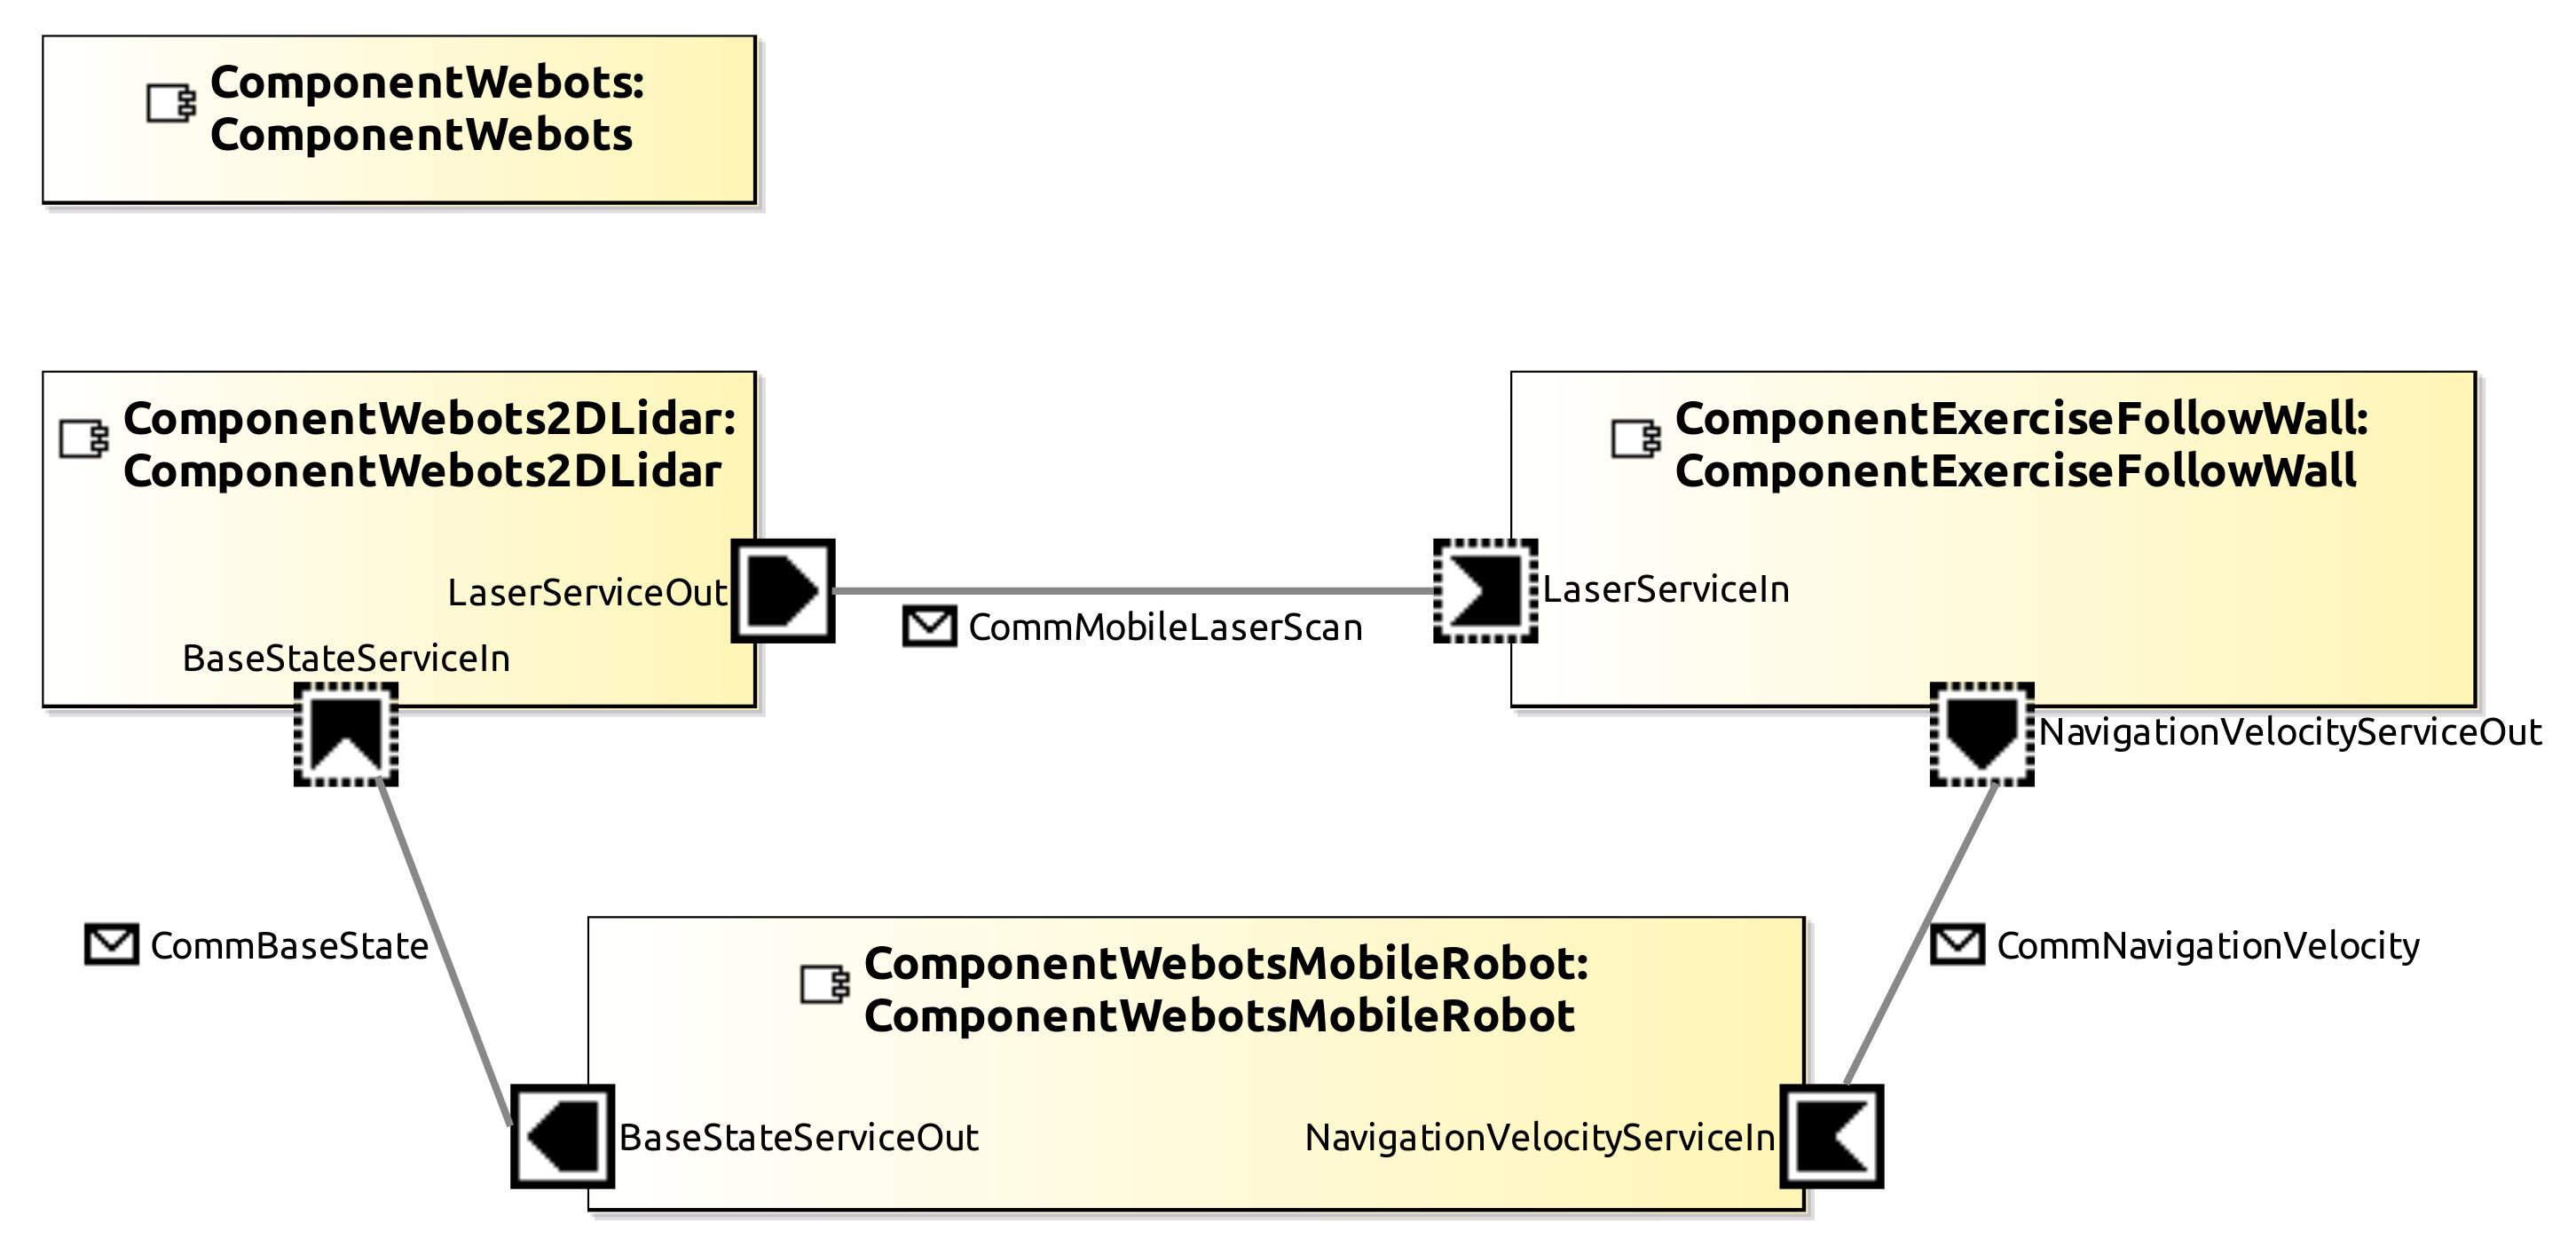 ComponentWebots:
ComponentWebots
ComponentWebots2DLidar:
ComponentWebots2DLidar
LaserServiceOut
BaseStateServiceIn
CommMobileLaserScan
ComponentExerciseFollowWall:
ComponentExerciseFollowWall
LaserServiceIn
NavigationVelocityServiceOut
CommBaseState
CommNavigationVelocity
ComponentWebotsMobileRobot:
ComponentWebotsMobileRobot
BaseStateServiceOut
NavigationVelocityServiceIn